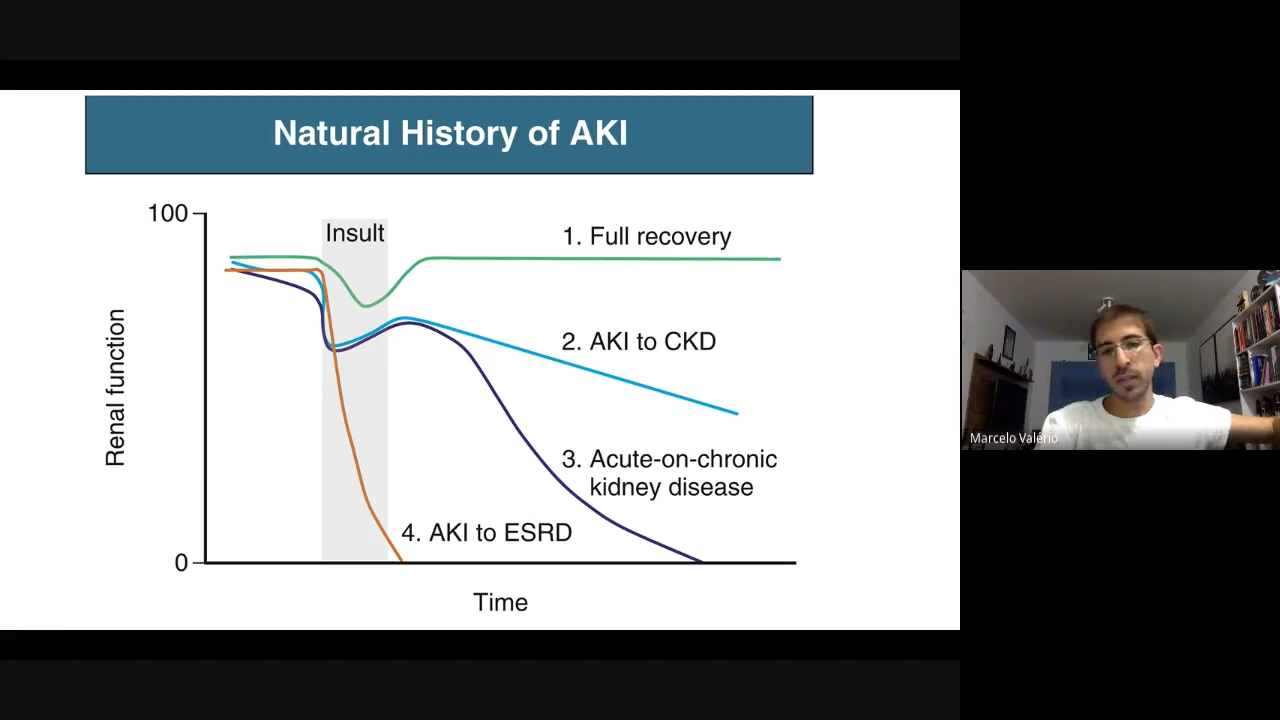 Natural History of AKI
100
Insult
1. Full recovery
2. AKI to CKD
Renal function
3. Acute-on-chronic
kidney disease
4. AKI to ESRD
0
Time
Marcelo Valério